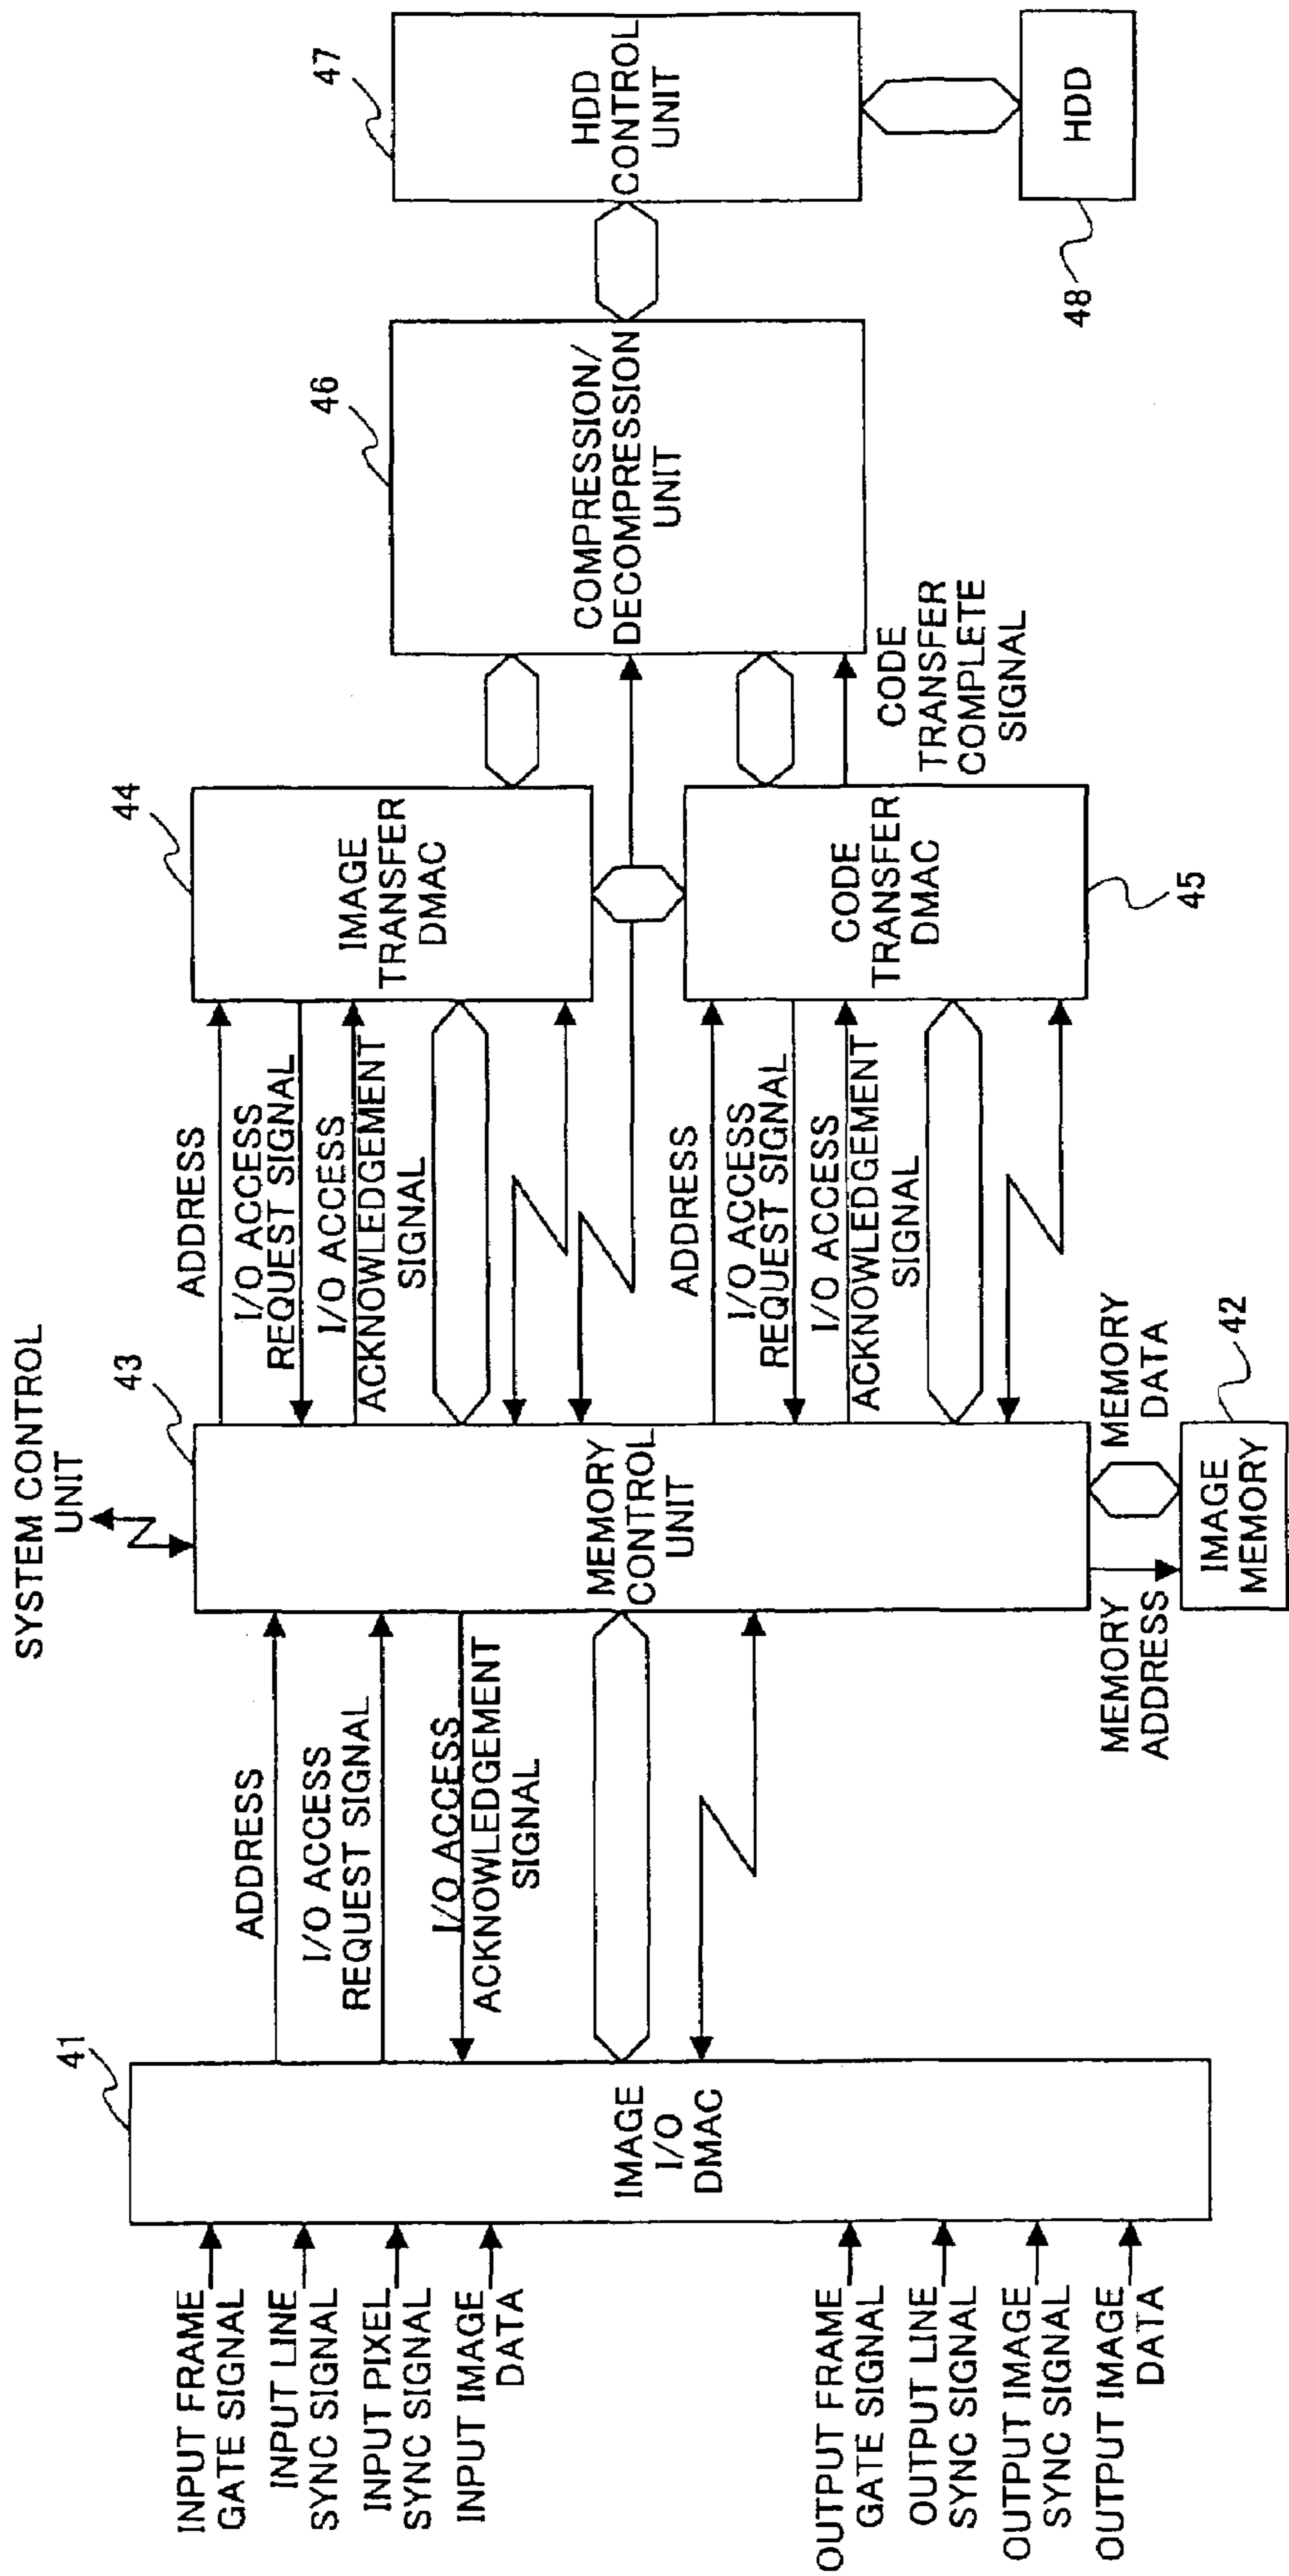 INPUT FRAME
GATE SIGNAL
INPUT LINE
SYNC SIGNAL
INPUT PIXEL
SYNC SIGNAL
INPUT IMAGE
DATA
OUTPUT FRAME
GATE SIGNAL
OUTPUT LINE
SYNC SIGNAL
OUTPUT IMAGE
SYNC SIGNAL
OUTPUT IMAGE
DATA
41
IMAGE
I/O
DMAC
ADDRESS
I/O ACCESS
REQUEST SIGNAL
I/O ACCESS
ACKNOWLEDGEMENT
SIGNAL
SYSTEM CONTROL
UNIT
43
MEMORY
CONTROL
UNIT
MEMORY
ADDRESS
MEMORY
DATA
IMAGE
MEMORY
42
ADDRESS
I/O ACCESS
REQUEST SIGNAL
I/O ACCESS
ACKNOWLEDGEMENT
SIGNAL
ADDRESS
I/O ACCESS
REQUEST SIGNAL
I/O ACCESS
ACKNOWLEDGEMENT
SIGNAL
44
IMAGE
TRANSFER
DMAC
CODE
TRANSFER
DMAC
45
CODE
TRANSFER
COMPLETE
SIGNAL
46
COMPRESSION/
DECOMPRESSION
UNIT
47
HDD
CONTROL
UNIT
HDD
48